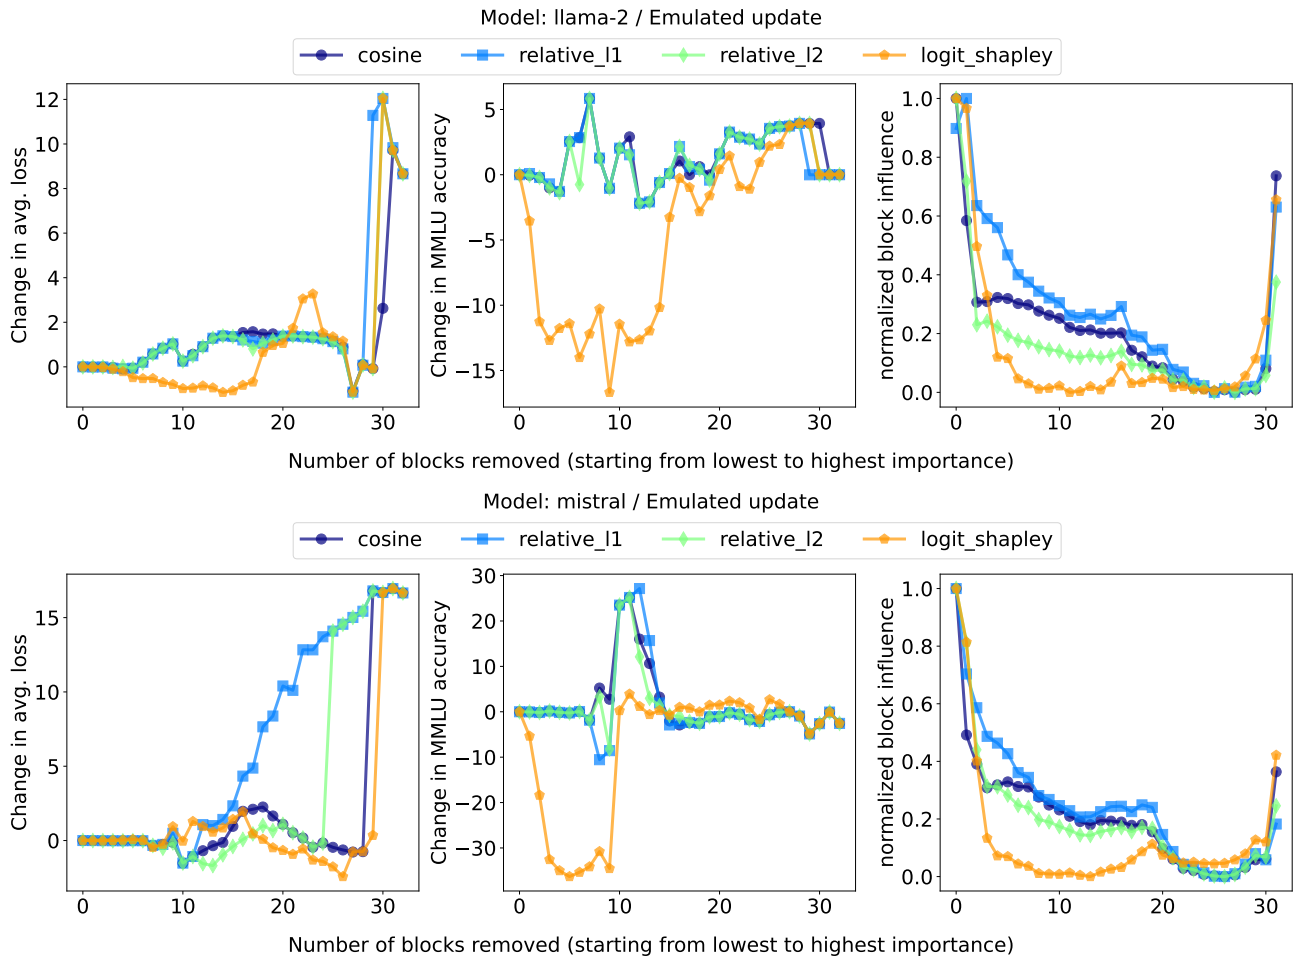 Model: llama-2 / Emulated update
cosine relative_l1 relative_l2 logit_shapley
Change in avg. loss
12
10
8
6
4
2
0
0 10 20 30
Change in MMLU accuracy
5
0
−5
−10
−15
0 10 20 30
normalized block influence
1.0
0.8
0.6
0.4
0.2
0.0
0 10 20 30
Number of blocks removed (starting from lowest to highest importance)
Model: mistral / Emulated update
cosine relative_l1 relative_l2 logit_shapley
Change in avg. loss
15
10
5
0
0 10 20 30
Change in MMLU accuracy
30
20
10
0
−10
−20
−30
0 10 20 30
normalized block influence
1.0
0.8
0.6
0.4
0.2
0.0
0 10 20 30
Number of blocks removed (starting from lowest to highest importance)